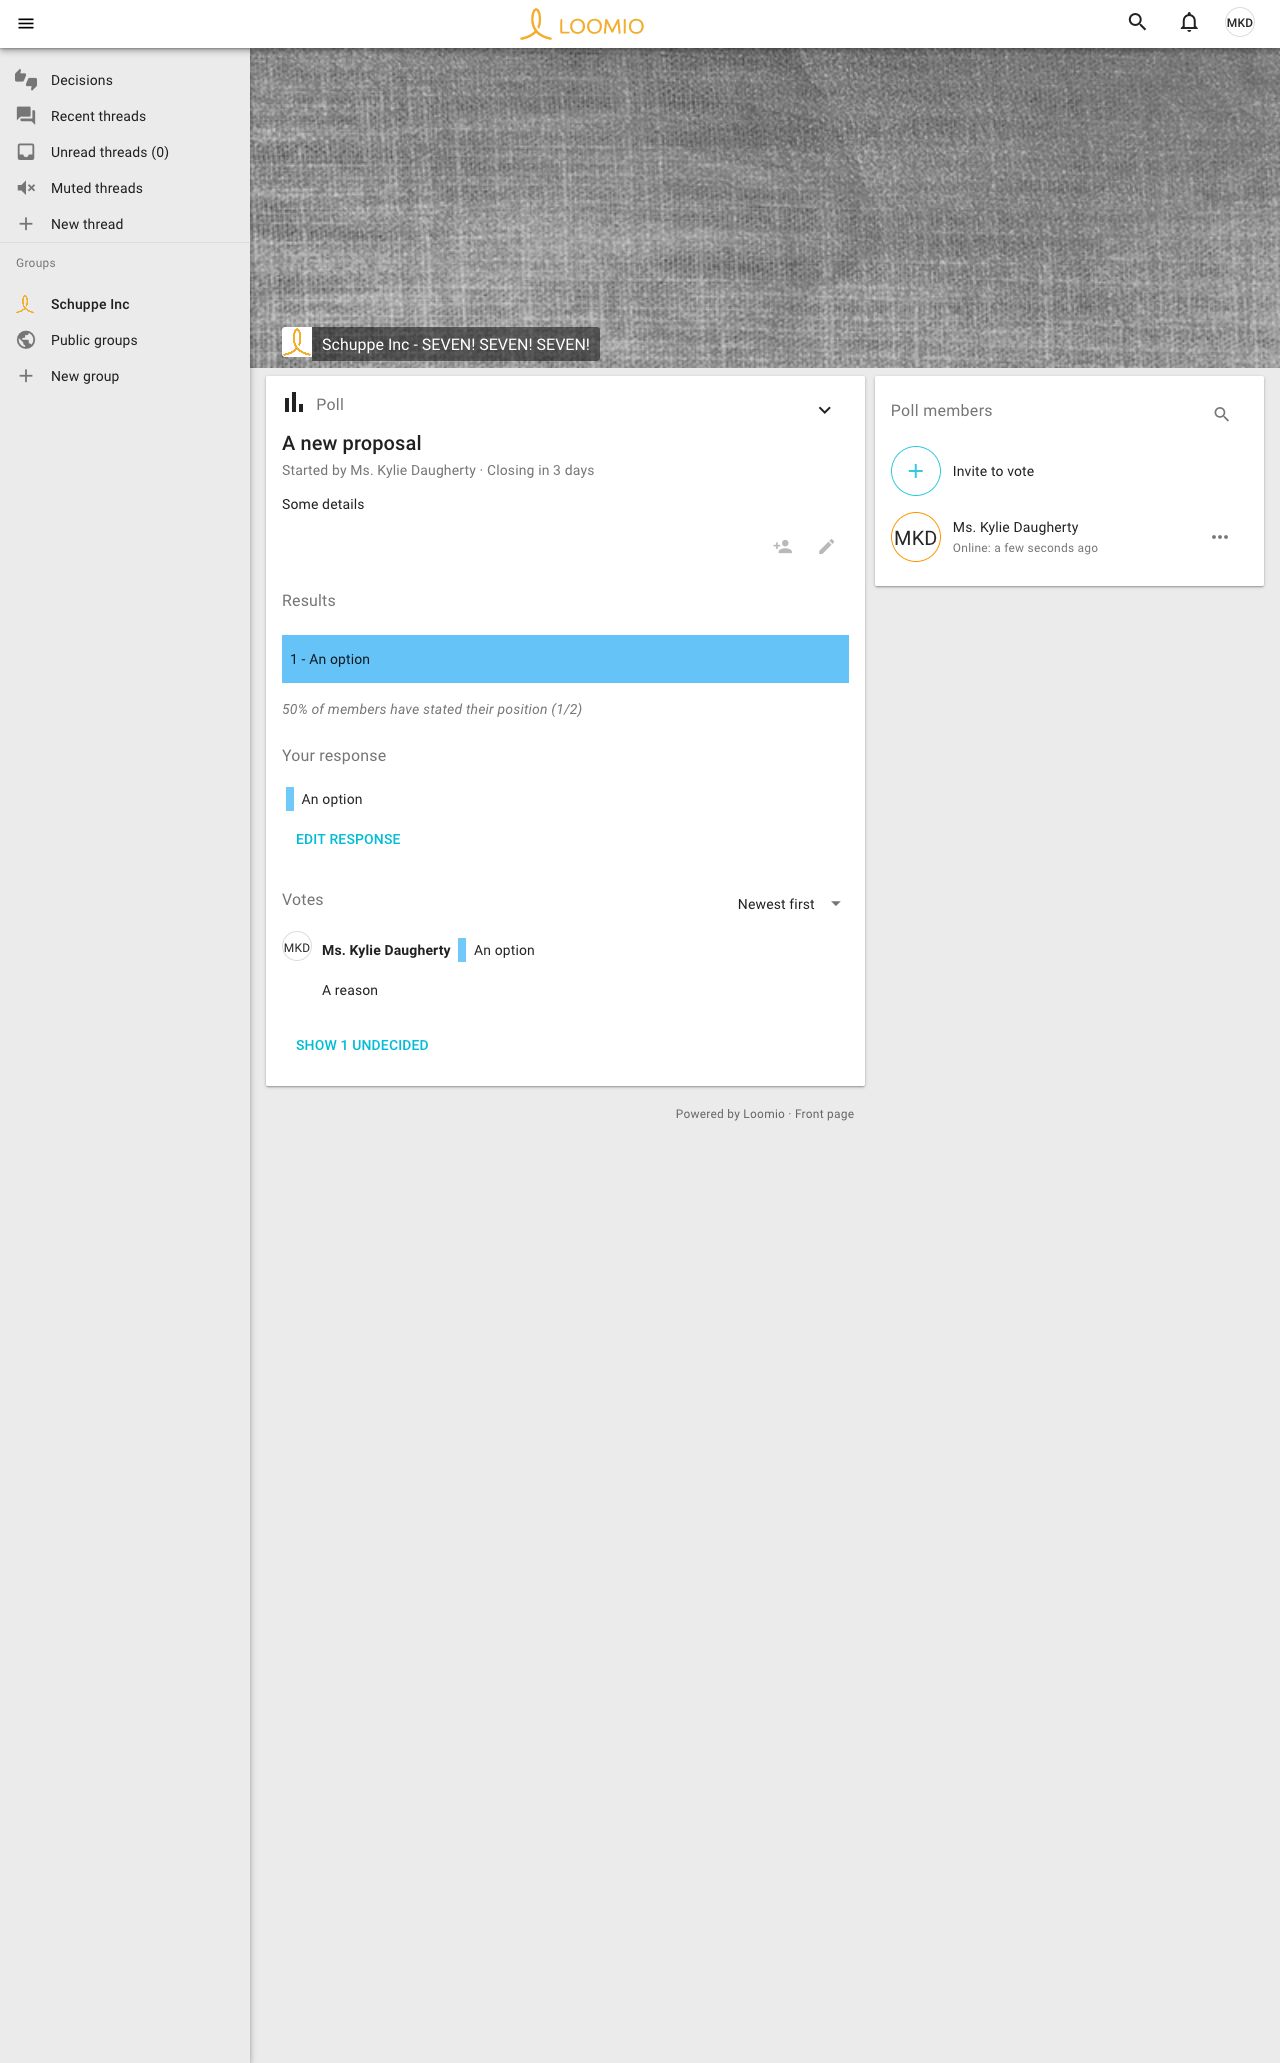 LOOMIO
MKD
Decisions
Recent threads
Unread threads (0)
Muted threads
New thread
Groups
Schuppe Inc
Public groups
New group
Schuppe Inc - SEVEN! SEVEN! SEVEN!
Poll
A new proposal
Started by Ms. Kylie Daugherty · Closing in 3 days
Some details
Results
1 - An option
50% of members have stated their position (1/2)
Your response
An option
EDIT RESPONSE
Votes
Newest first
MKD Ms. Kylie Daugherty An option
A reason
SHOW 1 UNDECIDED
Powered by Loomio · Front page
Poll members
Invite to vote
MKD
Ms. Kylie Daugherty
Online: a few seconds ago